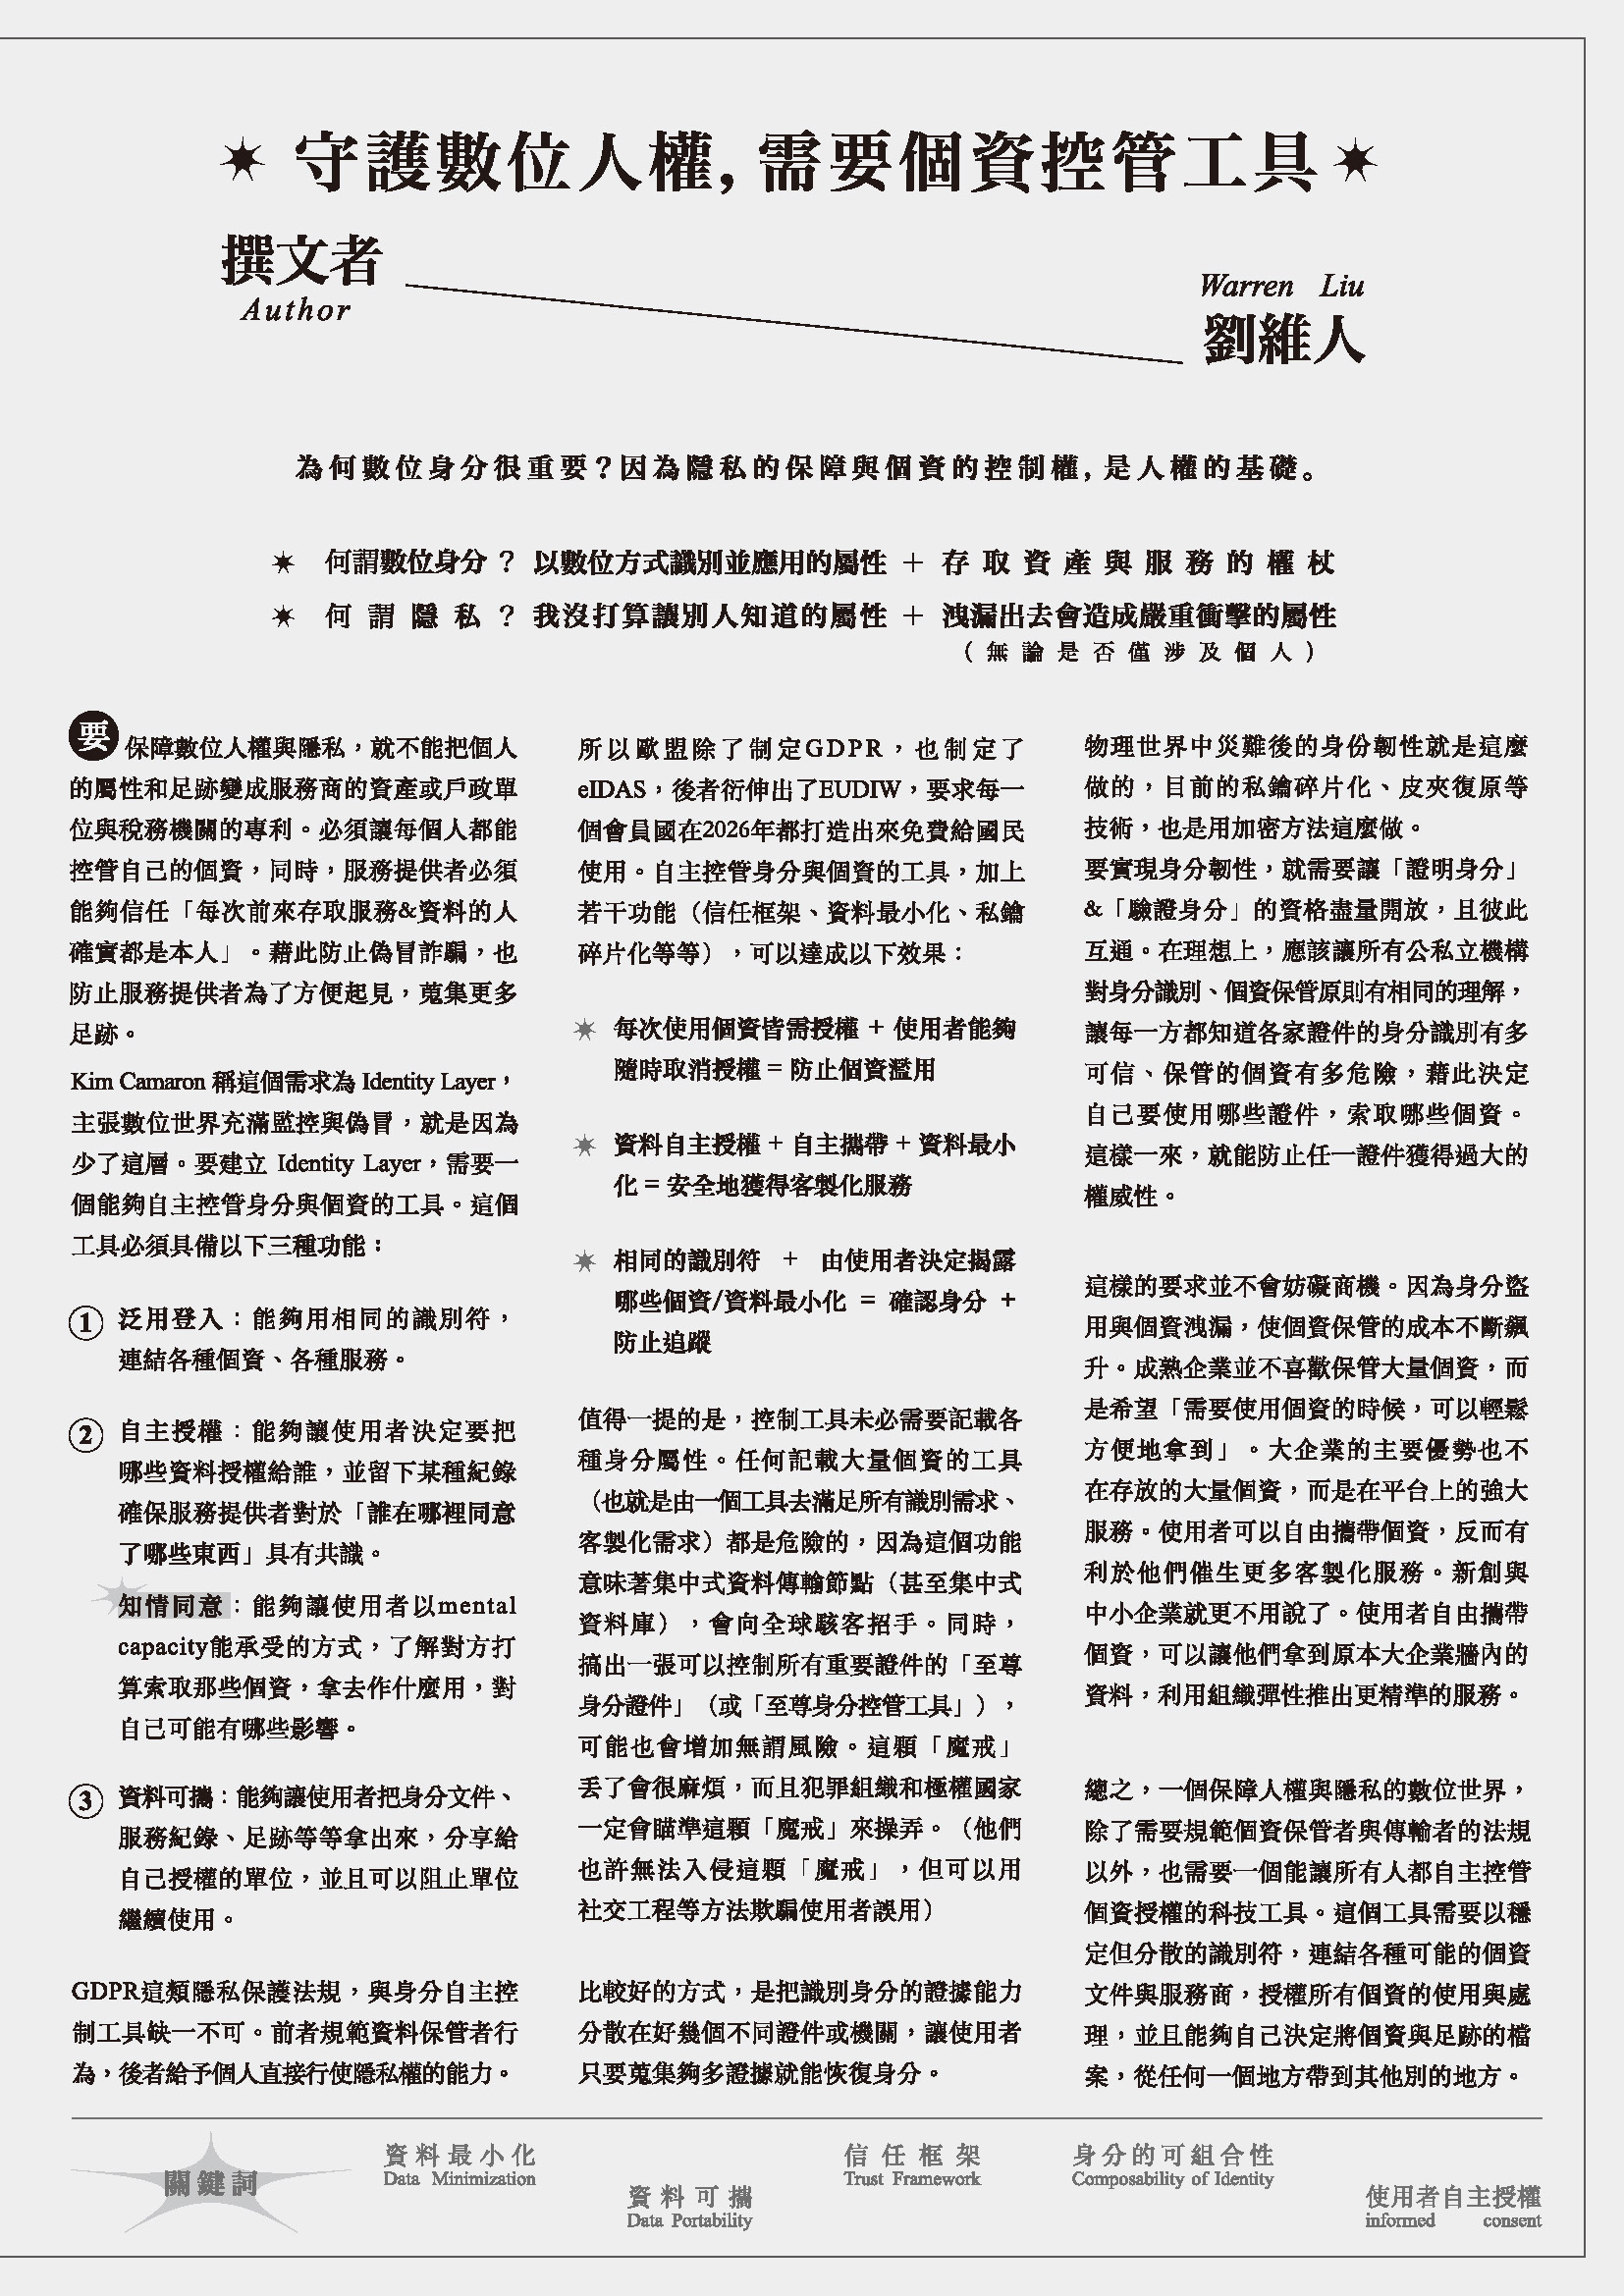 守護數位人權，需要個資控管工具
撰文者
Author
Warren Liu
劉維人
為何數位身分很重要？因為隱私的保障與個資的控制權，是人權的基礎。
何謂數位身分？ 以數位方式識別並應用的屬性 ＋ 存取資產與服務的權杖
何謂隱私？ 我沒打算讓別人知道的屬性 ＋ 洩漏出去會造成嚴重衝擊的屬性
（無論是否僅涉及個人）
要保障數位人權與隱私，就不能把個人
的屬性和足跡變成服務商的資產或戶政單
位與稅務機關的專利。必須讓每個人都能
控管自己的個資，同時，服務提供者必須
能夠信任「每次前來存取服務&資料的人
確實都是本人」。藉此防止偽冒詐騙，也
防止服務提供者為了方便起見，蒐集更多
足跡。
Kim Camaron 稱這個需求為 Identity Layer，
主張數位世界充滿監控與偽冒，就是因為
少了這層。要建立 Identity Layer，需要一
個能夠自主控管身分與個資的工具。這個
工具必須具備以下三種功能：
1 泛用登入：能夠用相同的識別符，
連結各種個資、各種服務。
2 自主授權：能夠讓使用者決定要把
哪些資料授權給誰，並留下某種紀錄
確保服務提供者對於「誰在哪裡同意
了哪些東西」具有共識。
知情同意：能夠讓使用者以mental
capacity能承受的方式，了解對方打
算索取那些個資，拿去作什麼用，對
自己可能有哪些影響。
3 資料可攜：能夠讓使用者把身分文件、
服務紀錄、足跡等等拿出來，分享給
自己授權的單位，並且可以阻止單位
繼續使用。
GDPR這類隱私保護法規，與身分自主控
制工具缺一不可。前者規範資料保管者行
為，後者給予個人直接行使隱私權的能力。
所以歐盟除了制定GDPR，也制定了
eIDAS，後者衍伸出了EUDIW，要求每一
個會員國在2026年都打造出來免費給國民
使用。自主控管身分與個資的工具，加上
若干功能（信任框架、資料最小化、私鑰
碎片化等等），可以達成以下效果：
每次使用個資皆需授權 + 使用者能夠
隨時取消授權 = 防止個資濫用
資料自主授權 + 自主攜帶 + 資料最小
化 = 安全地獲得客製化服務
相同的識別符 + 由使用者決定揭露
哪些個資/資料最小化 = 確認身分 +
防止追蹤
值得一提的是，控制工具未必需要記載各
種身分屬性。任何記載大量個資的工具
（也就是由一個工具去滿足所有識別需求、
客製化需求）都是危險的，因為這個功能
意味著集中式資料傳輸節點（甚至集中式
資料庫），會向全球駭客招手。同時，
搞出一張可以控制所有重要證件的「至尊
身分證件」（或「至尊身分控管工具」），
可能也會增加無謂風險。這顆「魔戒」
丟了會很麻煩，而且犯罪組織和極權國家
一定會瞄準這顆「魔戒」來操弄。（他們
也許無法入侵這顆「魔戒」，但可以用
社交工程等方法欺騙使用者誤用）
比較好的方式，是把識別身分的證據能力
分散在好幾個不同證件或機關，讓使用者
只要蒐集夠多證據就能恢復身分。
物理世界中災難後的身份韌性就是這麼
做的，目前的私鑰碎片化、皮夾復原等
技術，也是用加密方法這麼做。
要實現身分韌性，就需要讓「證明身分」
&「驗證身分」的資格盡量開放，且彼此
互通。在理想上，應該讓所有公私立機構
對身分識別、個資保管原則有相同的理解，
讓每一方都知道各家證件的身分識別有多
可信、保管的個資有多危險，藉此決定
自己要使用哪些證件，索取哪些個資。
這樣一來，就能防止任一證件獲得過大的
權威性。
這樣的要求並不會妨礙商機。因為身分盜
用與個資洩漏，使個資保管的成本不斷飆
升。成熟企業並不喜歡保管大量個資，而
是希望「需要使用個資的時候，可以輕鬆
方便地拿到」。大企業的主要優勢也不
在存放的大量個資，而是在平台上的強大
服務。使用者可以自由攜帶個資，反而有
利於他們催生更多客製化服務。新創與
中小企業就更不用說了。使用者自由攜帶
個資，可以讓他們拿到原本大企業牆內的
資料，利用組織彈性推出更精準的服務。
總之，一個保障人權與隱私的數位世界，
除了需要規範個資保管者與傳輸者的法規
以外，也需要一個能讓所有人都自主控管
個資授權的科技工具。這個工具需要以穩
定但分散的識別符，連結各種可能的個資
文件與服務商，授權所有個資的使用與處
理，並且能夠自己決定將個資與足跡的檔
案，從任何一個地方帶到其他別的地方。
關鍵詞
資料最小化
Data Minimization
資料可攜
Data Portability
信任框架
Trust Framework
身分的可組合性
Composability of Identity
使用者自主授權
informed consent